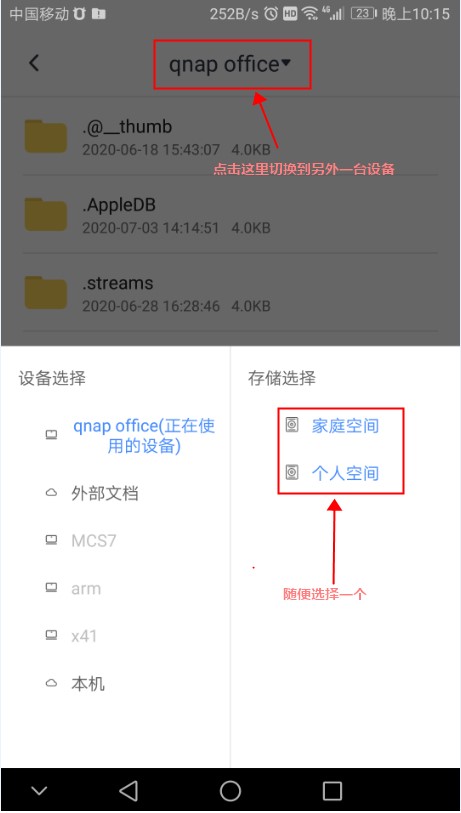 中国移动 252B/s HD 4G 23 晚上10:15
qnap office
.@__thumb
2020-06-18 15:43:07 4.0KB
点击这里切换到另外一台设备
.AppleDB
2020-07-03 14:14:51 4.0KB
.streams
2020-06-28 16:28:46 4.0KB
设备选择
qnap office(正在使
用的设备)
外部文档
MCS7
arm
x41
本机
存储选择
家庭空间
个人空间
随便选择一个